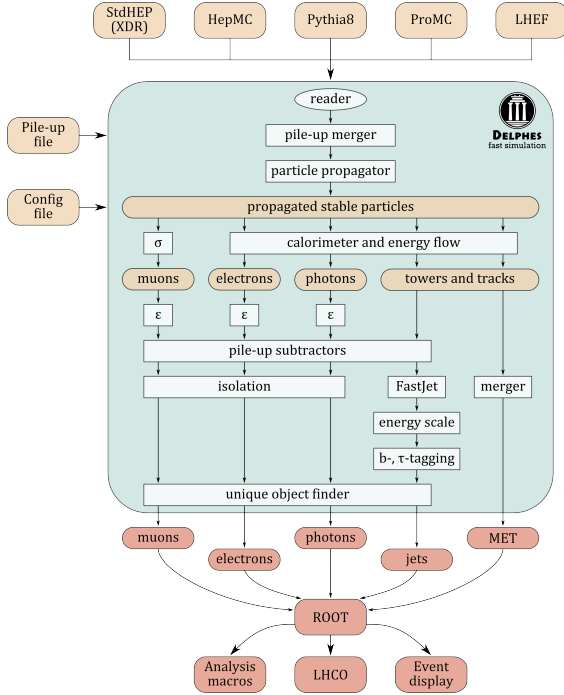 StdHEP
(XDR)
HepMC
Pythia8
ProMC
LHEF
reader
Pile-up
file
pile-up merger
DELPHES
fast simulation
particle propagator
Config
file
propagated stable particles
σ
calorimeter and energy flow
muons
electrons
photons
towers and tracks
ε
ε
ε
pile-up subtractors
isolation
FastJet
merger
energy scale
b-, τ-tagging
unique object finder
muons
photons
MET
electrons
jets
ROOT
Analysis
macros
LHCO
Event
display